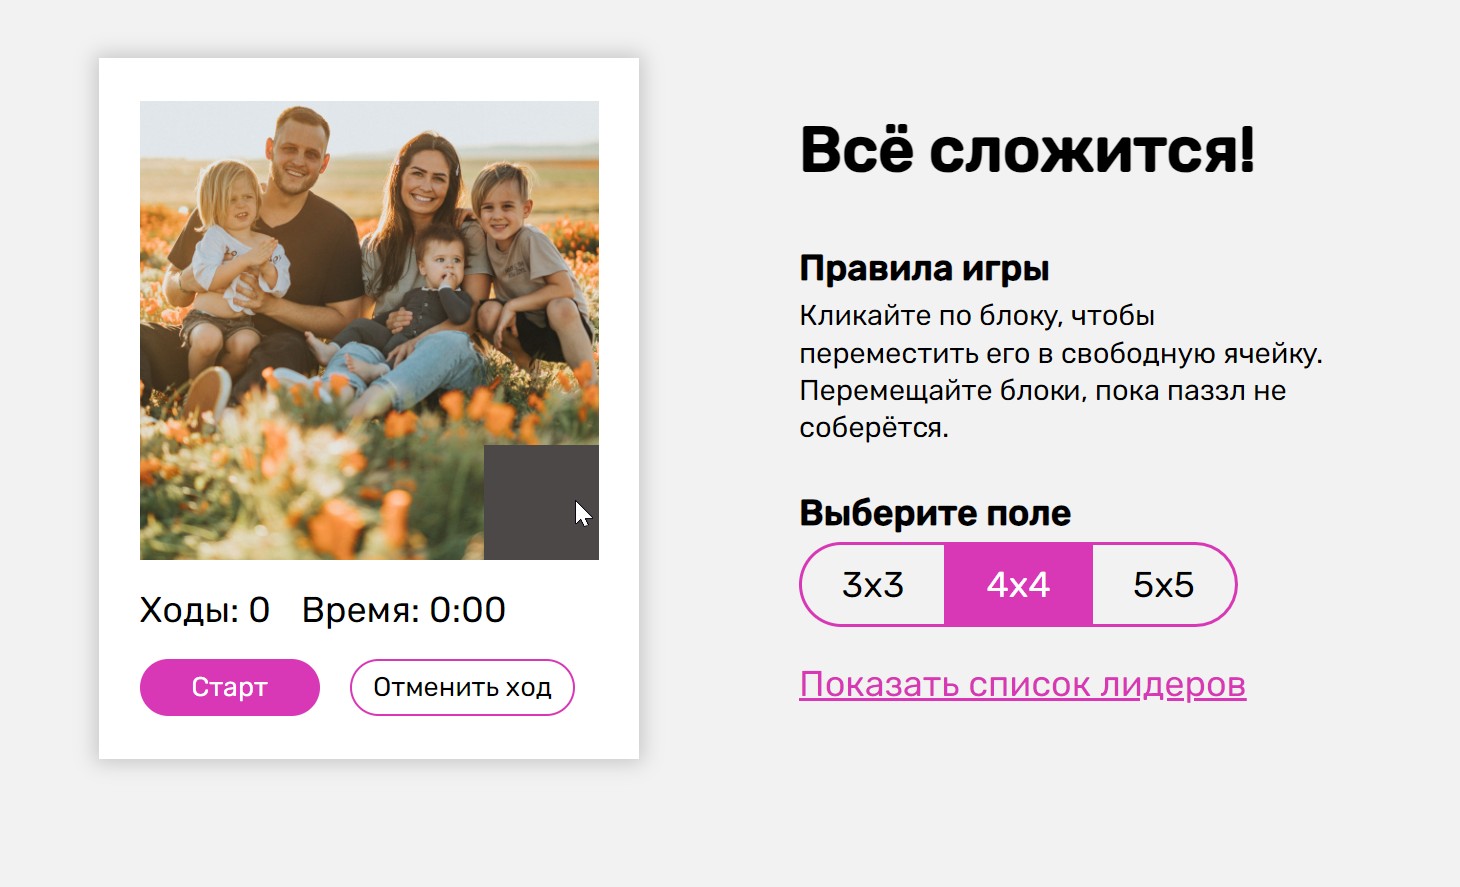 Всё сложится!
Правила игры
Кликайте по блоку, чтобы
переместить его в свободную ячейку.
Перемещайте блоки, пока паззл не
соберётся.
Выберите поле
3x3 4x4 5x5
Показать список лидеров
Ходы: 0 Время: 0:00
Старт Отменить ход